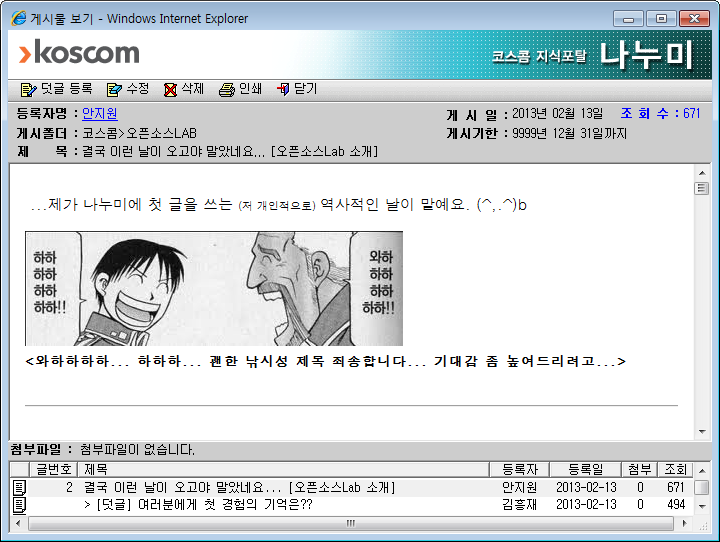 게시물 보기 - Windows Internet Explorer
koscom
코스콤 지식포탈 나누미
덧글 등록 수정 삭제 인쇄 닫기
등록자명 : 안지원 게 시 일 : 2013년 02월 13일 조 회 수 : 671
게시폴더 : 코스콤>오픈소스LAB 게시기한 : 9999년 12월 31일까지
제 목 : 결국 이런 날이 오고야 말았네요... [오픈소스Lab 소개]
...제가 나누미에 첫 글을 쓰는 (저 개인적으로) 역사적인 날이 말예요. (^,.^)b
하하
하하
하하
하하!!
와하
하하
하하
하하!!
<와하하하하... 하하하... 괜한 낚시성 제목 죄송합니다... 기대감 좀 높여드리려고...>
첨부파일 : 첨부파일이 없습니다.
글번호 제목 등록자 등록일 첨부 조회
2 결국 이런 날이 오고야 말았네요... [오픈소스Lab 소개] 안지원 2013-02-13 0 671
> [덧글] 여러분에게 첫 경험의 기억은?? 김홍재 2013-02-13 0 494